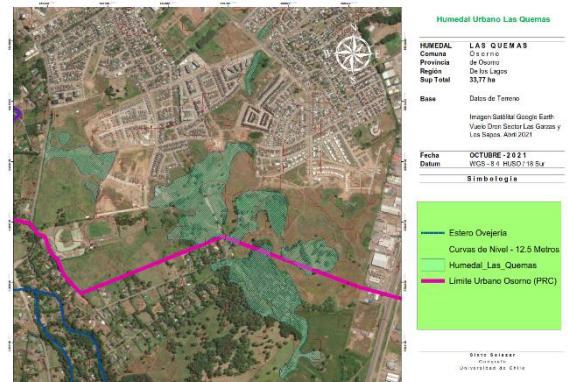 Humedal Urbano Las Quemas
HUMEDAL LAS QUEMAS
Comuna Osorno
Provincia de Osorno
Región De los Lagos
Sup Total 33,77 ha
Base Datos de Terreno
Imagen Satélital Google Earth
Vuelo Dron Sector Las Garzas y
Los Sapos. Abril 2021
Fecha OCTUBRE - 2021
Datum WGS - 84 HUSO / 18 Sur
Simbología
Estero Ovejería
Curvas de Nivel - 12.5 Metros
Humedal_Las_Quemas
Límite Urbano Osorno (PRC)
Salazar
Universidad de Chile